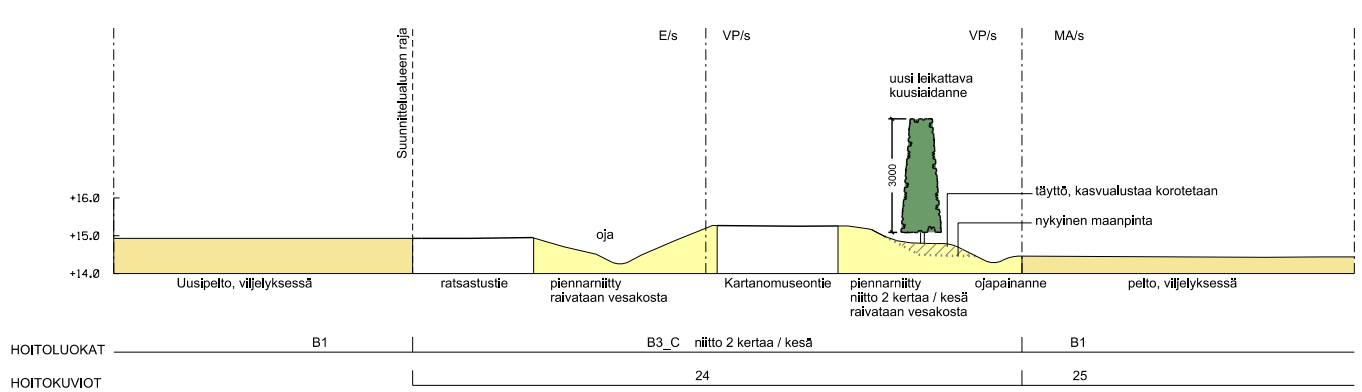 Suunnittelualueen raja
E/s
VP/s
VP/s
MA/s
uusi leikattava
kuusiaidanne
3000
+16.0
täyttö, kasvualustaa korotetaan
nykyinen maanpinta
+15.0
oja
+14.0
Uusipelto, viljelyksessä
ratsastustie
piennarniitty
raivataan vesakosta
Kartanomuseontie
piennarniitty
niitto 2 kertaa / kesä
raivataan vesakosta
ojapainanne
pelto, viljelyksessä
HOITOLUOKAT
B1
B3_C niitto 2 kertaa / kesä
B1
HOITOKUVIOT
24
25